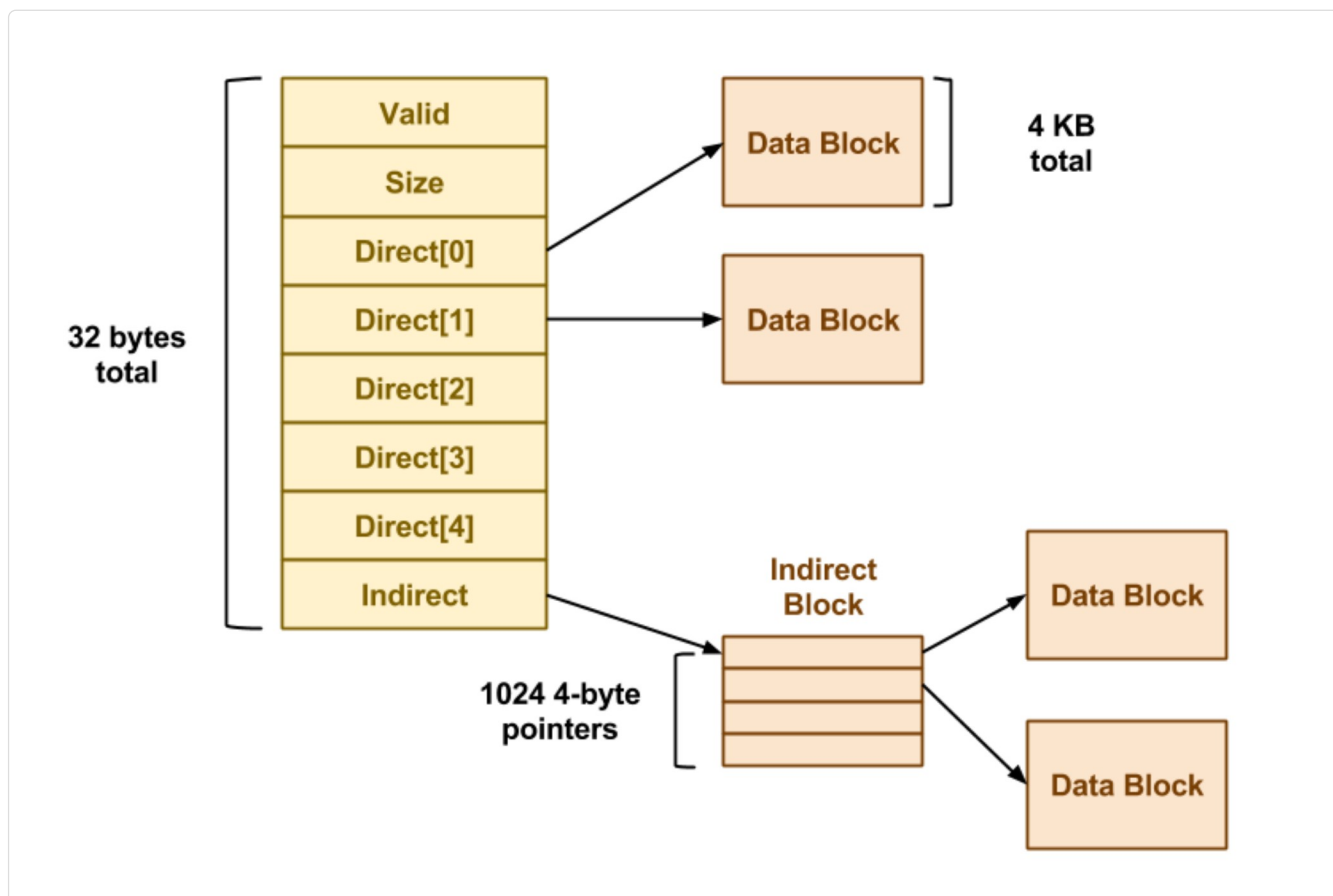 Valid
Size
Direct[0]
Direct[1]
Direct[2]
Direct[3]
Direct[4]
Indirect
32 bytes
total
Data Block
4 KB
total
Data Block
Indirect
Block
1024 4-byte
pointers
Data Block
Data Block